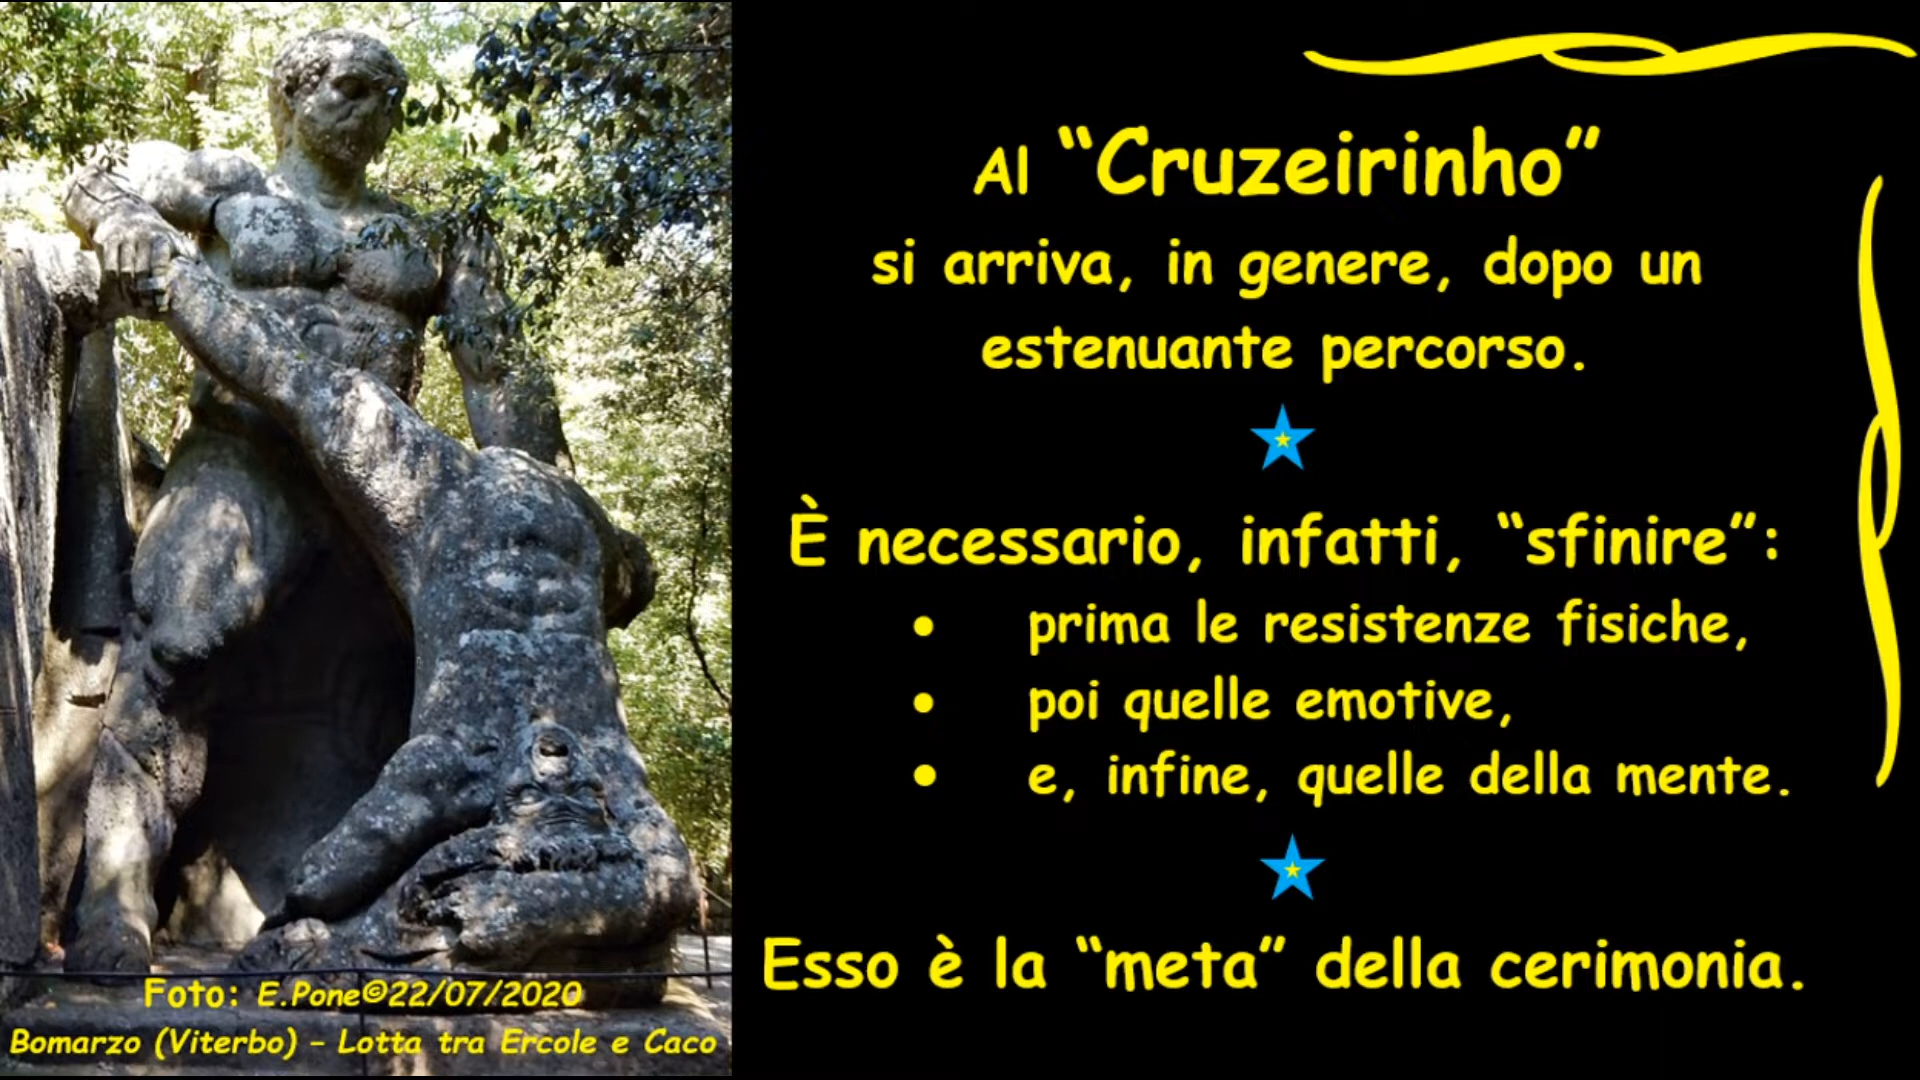 Al “Cruzeirinho”
si arriva, in genere, dopo un
estenuante percorso.
È necessario, infatti, “sfinire”:
• prima le resistenze fisiche,
• poi quelle emotive,
• e, infine, quelle della mente.
Esso è la “meta” della cerimonia.
Foto: E.Pone©22/07/2020
Bomarzo (Viterbo) – Lotta tra Ercole e Caco